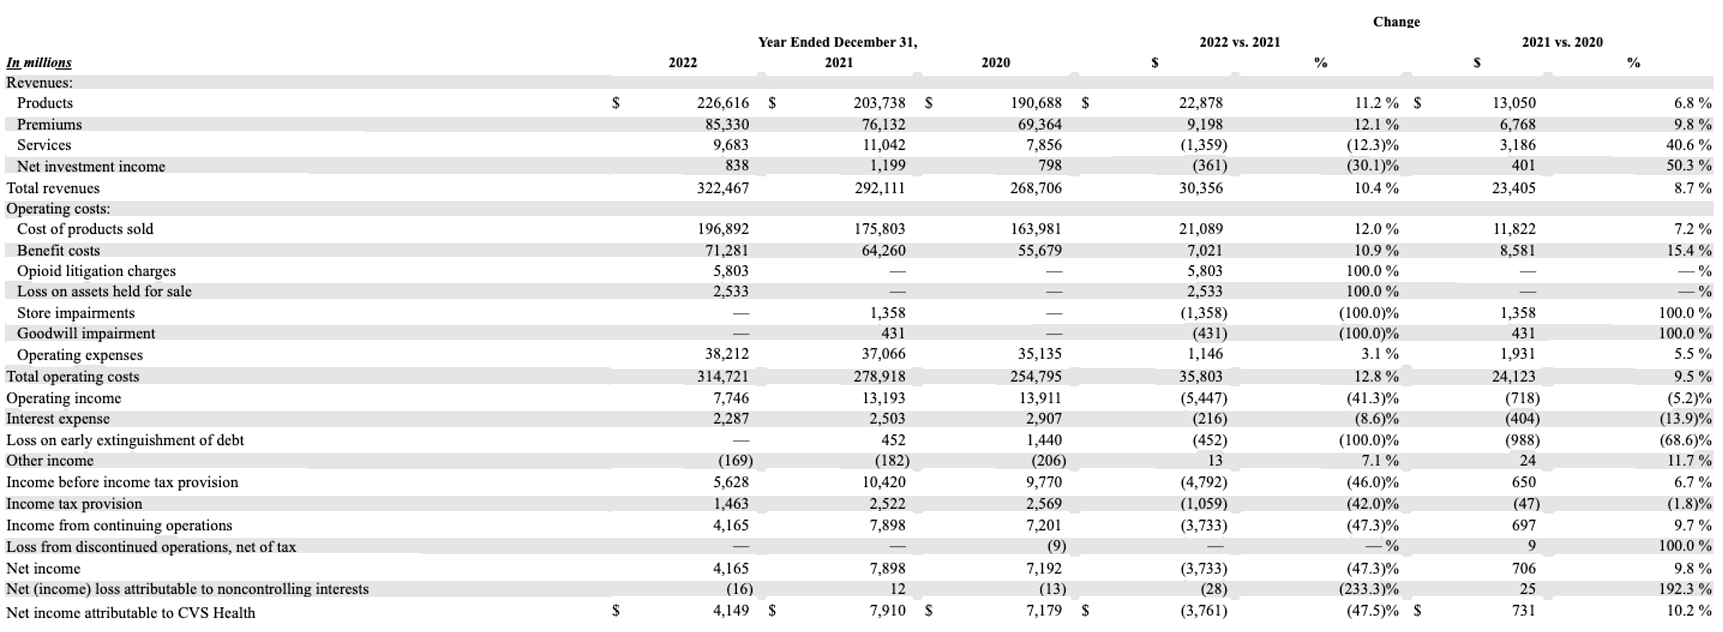 Change
Year Ended December 31, 2022 vs. 2021 2021 vs. 2020
In millions 2022 2021 2020 $ % $ %
Revenues:
Products $ 226,616 $ 203,738 $ 190,688 $ 22,878 11.2 % $ 13,050 6.8 %
Premiums 85,330 76,132 69,364 9,198 12.1 % 6,768 9.8 %
Services 9,683 11,042 7,856 (1,359) (12.3)% 3,186 40.6 %
Net investment income 838 1,199 798 (361) (30.1)% 401 50.3 %
Total revenues 322,467 292,111 268,706 30,356 10.4 % 23,405 8.7 %
Operating costs:
Cost of products sold 196,892 175,803 163,981 21,089 12.0 % 11,822 7.2 %
Benefit costs 71,281 64,260 55,679 7,021 10.9 % 8,581 15.4 %
Opioid litigation charges 5,803 — — 5,803 100.0 % — — %
Loss on assets held for sale 2,533 — — 2,533 100.0 % — — %
Store impairments — 1,358 — (1,358) (100.0)% 1,358 100.0 %
Goodwill impairment — 431 — (431) (100.0)% 431 100.0 %
Operating expenses 38,212 37,066 35,135 1,146 3.1 % 1,931 5.5 %
Total operating costs 314,721 278,918 254,795 35,803 12.8 % 24,123 9.5 %
Operating income 7,746 13,193 13,911 (5,447) (41.3)% (718) (5.2)%
Interest expense 2,287 2,503 2,907 (216) (8.6)% (404) (13.9)%
Loss on early extinguishment of debt — 452 1,440 (452) (100.0)% (988) (68.6)%
Other income (169) (182) (206) 13 7.1 % 24 11.7 %
Income before income tax provision 5,628 10,420 9,770 (4,792) (46.0)% 650 6.7 %
Income tax provision 1,463 2,522 2,569 (1,059) (42.0)% (47) (1.8)%
Income from continuing operations 4,165 7,898 7,201 (3,733) (47.3)% 697 9.7 %
Loss from discontinued operations, net of tax — — (9) — — % 9 100.0 %
Net income 4,165 7,898 7,192 (3,733) (47.3)% 706 9.8 %
Net (income) loss attributable to noncontrolling interests (16) 12 (13) (28) (233.3)% 25 192.3 %
Net income attributable to CVS Health $ 4,149 $ 7,910 $ 7,179 $ (3,761) (47.5)% $ 731 10.2 %